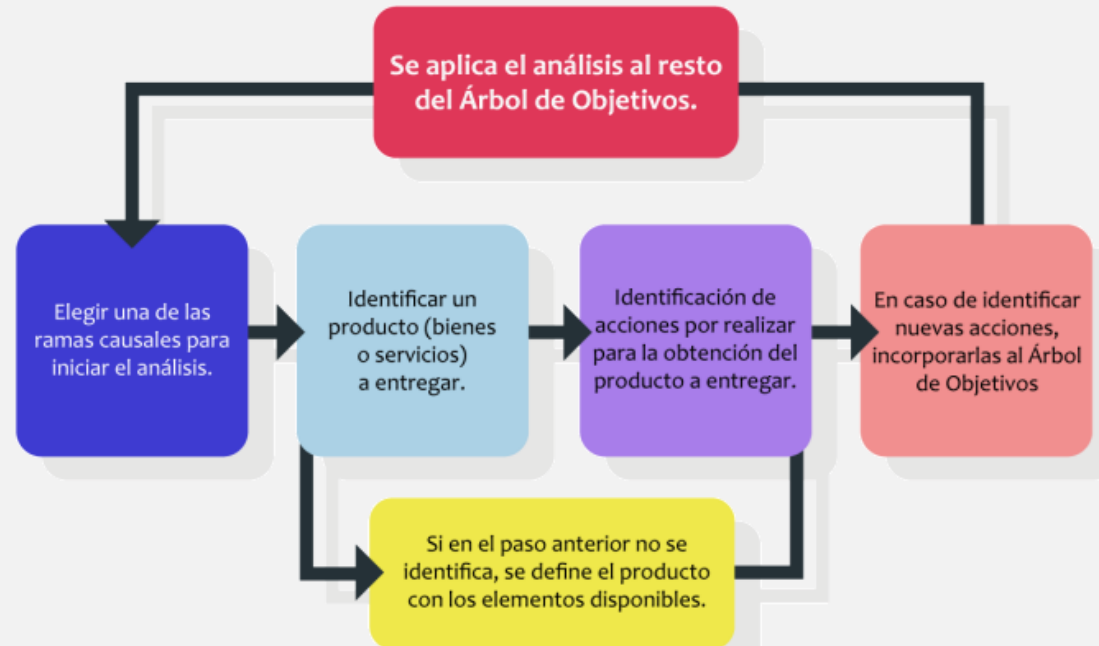 Se aplica el análisis al resto
del Árbol de Objetivos.
Elegir una de las
ramas causales para
iniciar el análisis.
Identificar un
producto (bienes
o servicios)
a entregar.
Identificación de
acciones por realizar
para la obtención del
producto a entregar.
En caso de identificar
nuevas acciones,
incorporarlas al Árbol
de Objetivos
Si en el paso anterior no se
identifica, se define el producto
con los elementos disponibles.